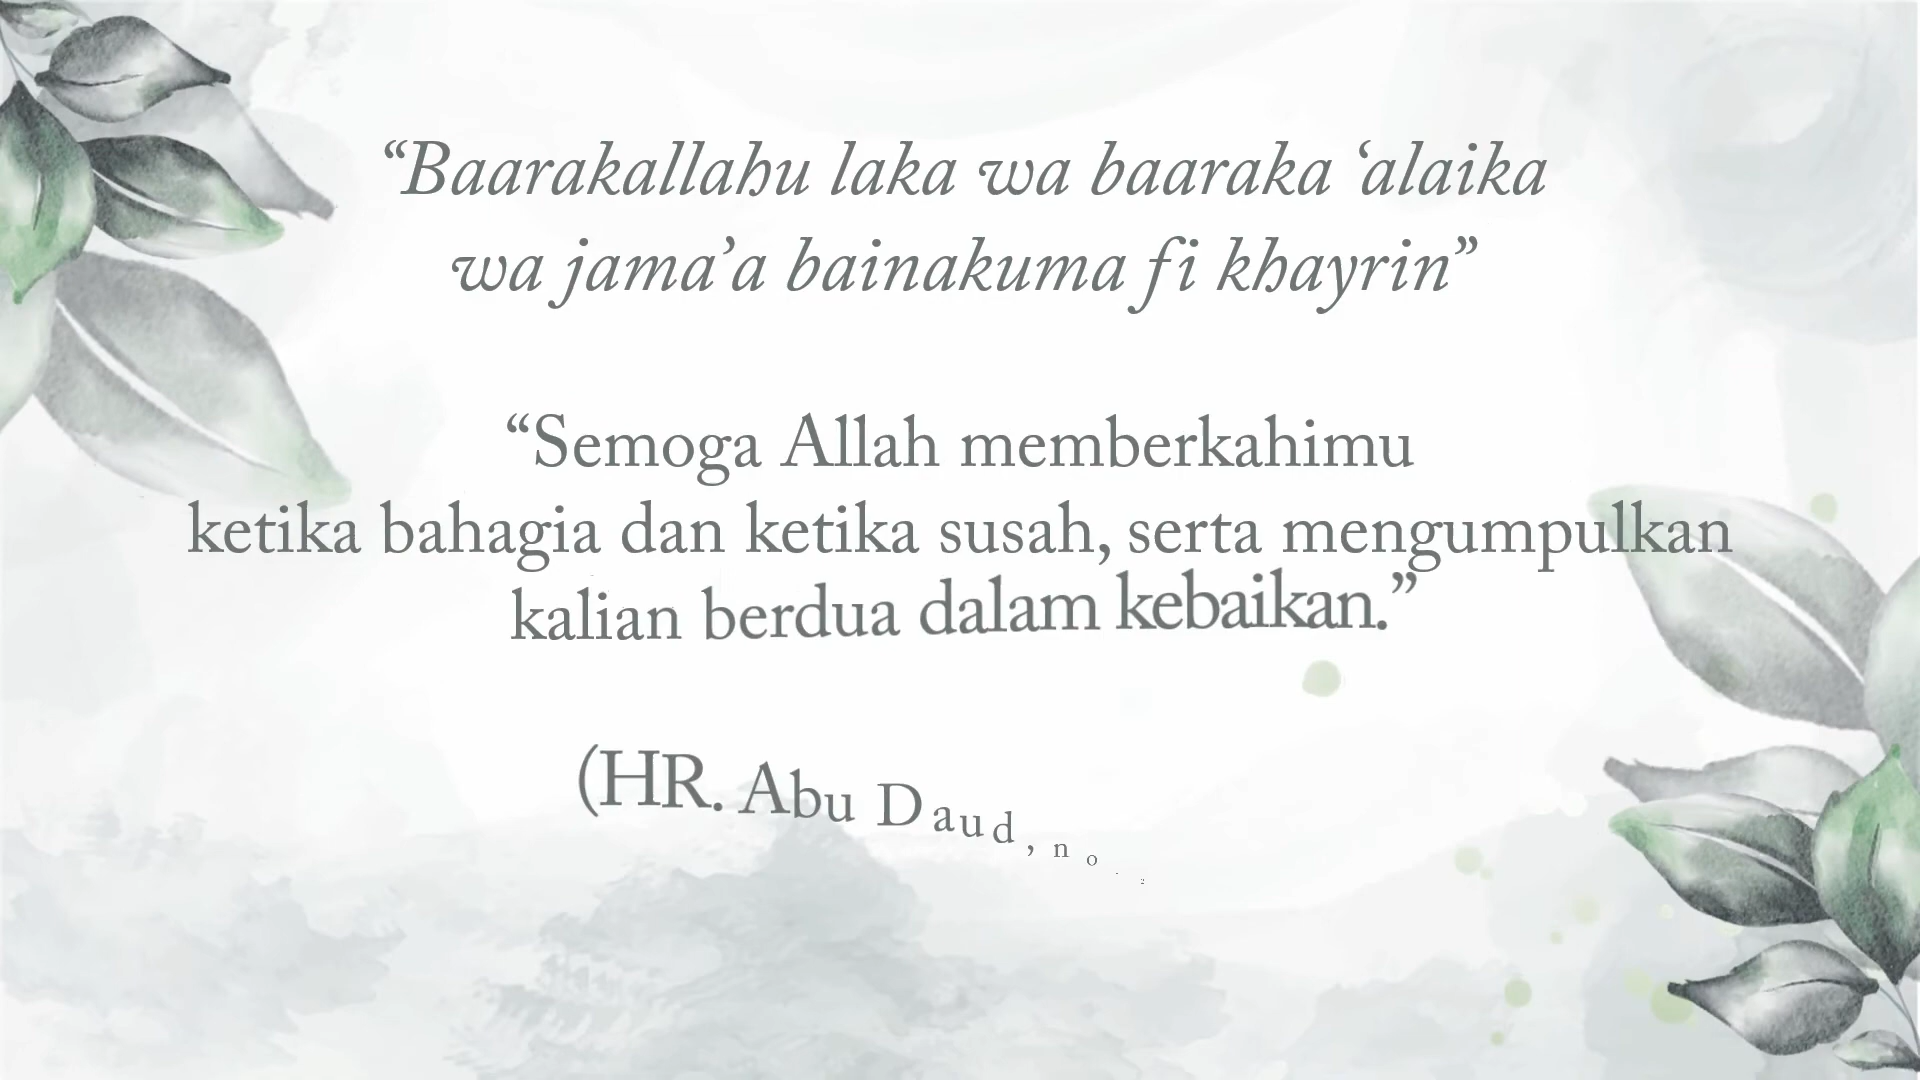 “Baarakallahu laka wa baaraka ‘alaika
wa jama’a bainakuma fi khayrin”
“Semoga Allah memberkahimu
ketika bahagia dan ketika susah, serta mengumpulkan
kalian berdua dalam kebaikan.”
(HR. Abu Daud, no.